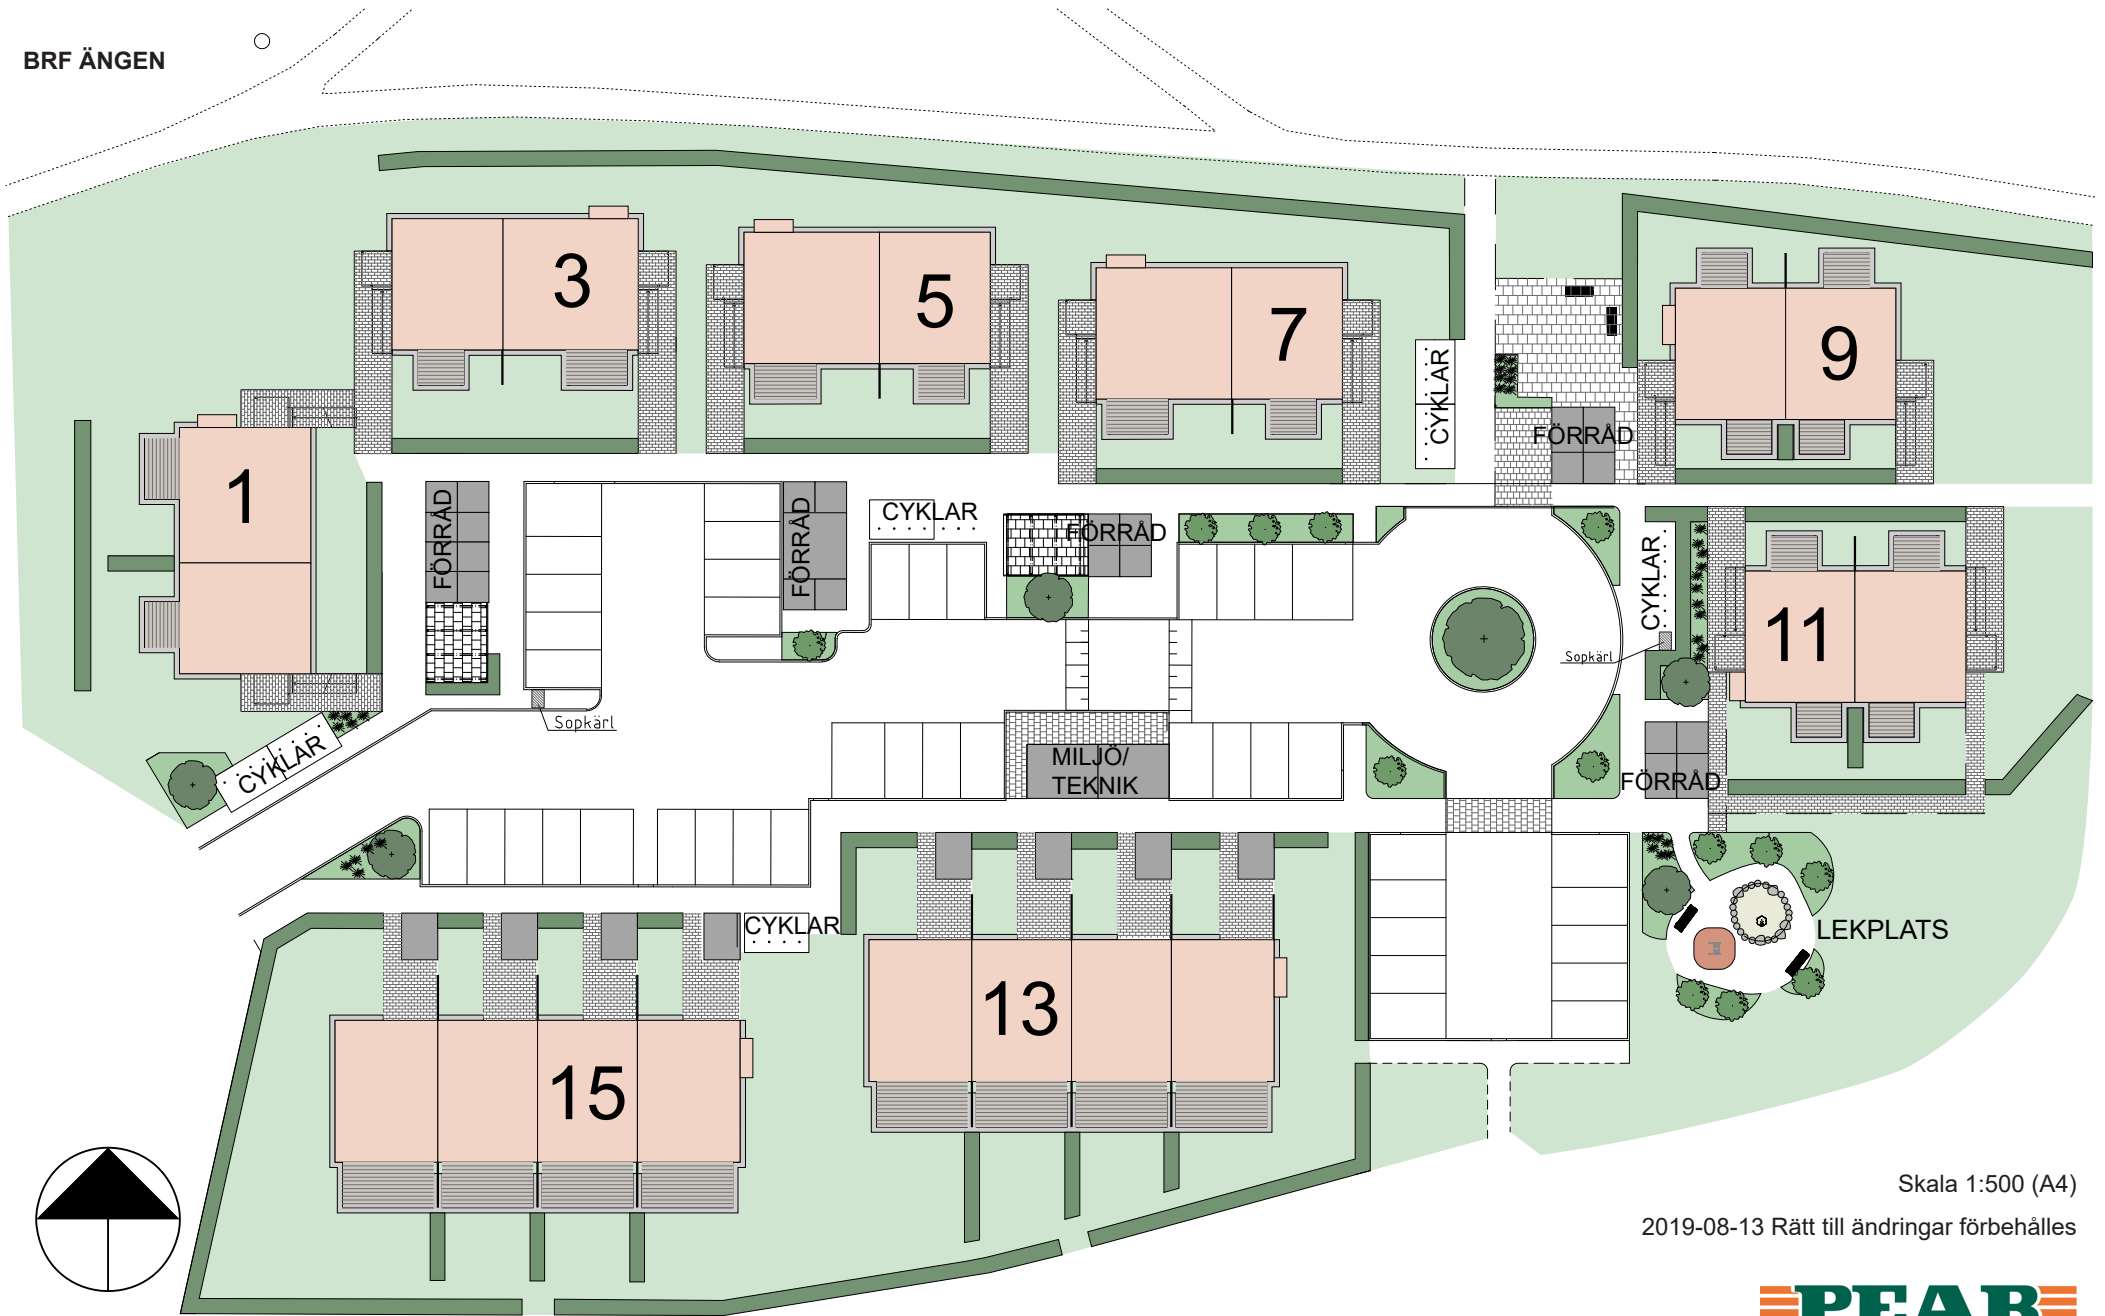 BRF ÄNGEN
3
5
7
9
1
11
13
15
CYKLAR
FÖRRÅD
FÖRRÅD
FÖRRÅD
CYKLAR
FÖRRÅD
CYKLAR
Sopkärl
Sopkärl
CYKLAR
MILJÖ/
TEKNIK
FÖRRÅD
CYKLAR
LEKPLATS
Skala 1:500 (A4)
2019-08-13 Rätt till ändringar förbehålles
PEAB